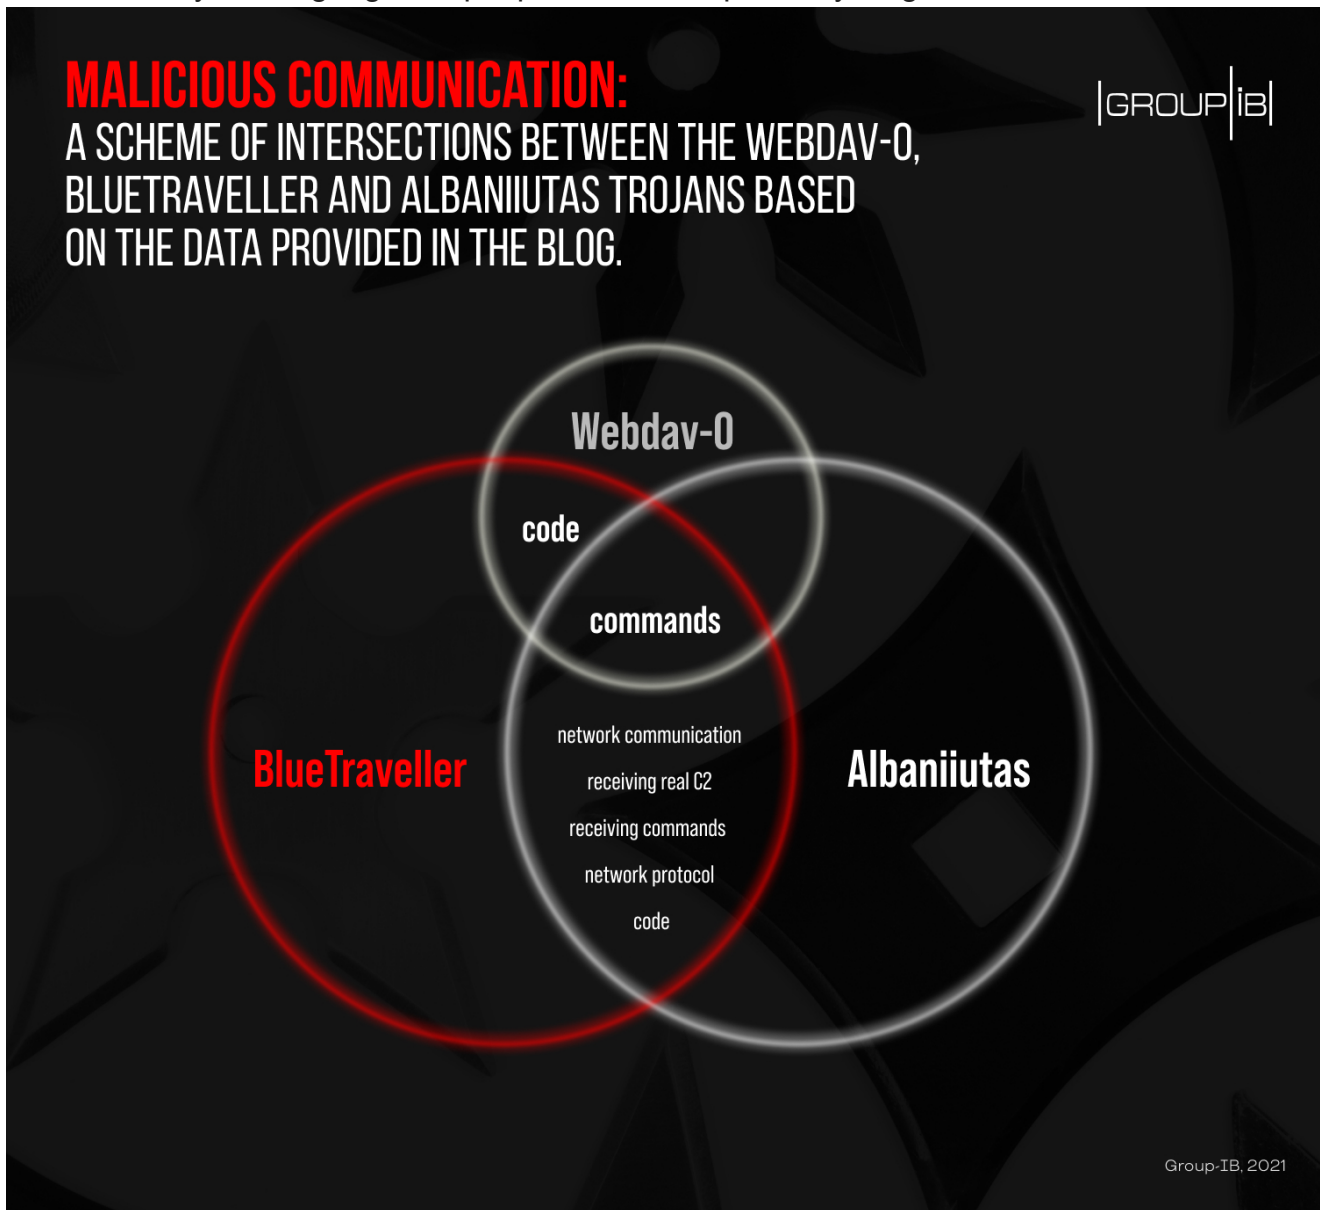 MALICIOUS COMMUNICATION:
|GROUP|iB|
A SCHEME OF INTERSECTIONS BETWEEN THE WEBDAV-O,
BLUETRAVELLER AND ALBANIIUTAS TROJANS BASED
ON THE DATA PROVIDED IN THE BLOG.
Webdav-O
code
commands
network communication
BlueTraveller
Albaniiutas
receiving real C2
receiving commands
network protocol
code
Group-IB, 2021